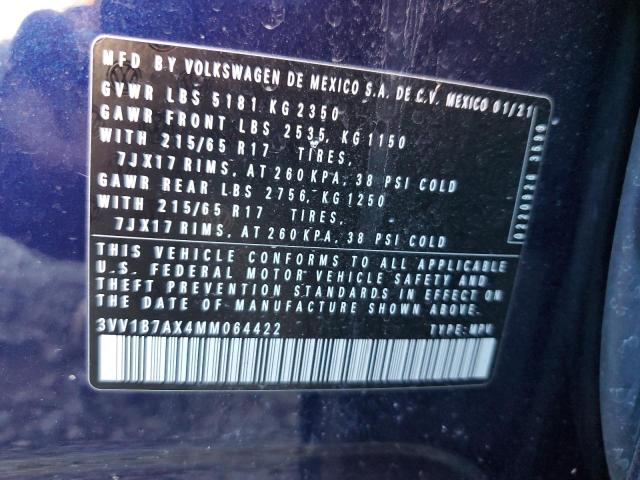 MFD BY VOLKSWAGEN DE MEXICO S.A. DE C.V. MEXICO 01/21
GVWR LBS 5181 KG 2350
GAWR FRONT LBS 2535, KG 1150
WITH 215/65 R17 TIRES,
7JX17 RIMS, AT 260 KPA, 38 PSI COLD
GAWR REAR LBS 2756, KG 1250
WITH 215/65 R17 TIRES,
7JX17 RIMS, AT 260 KPA, 38 PSI COLD
THIS VEHICLE CONFORMS TO ALL APPLICABLE
U.S. FEDERAL MOTOR VEHICLE SAFETY AND
THEFT PREVENTION STANDARDS IN EFFECT ON
THE DATE OF MANUFACTURE SHOWN ABOVE.
3VV1B7AX4MM064422 TYPE: MPV